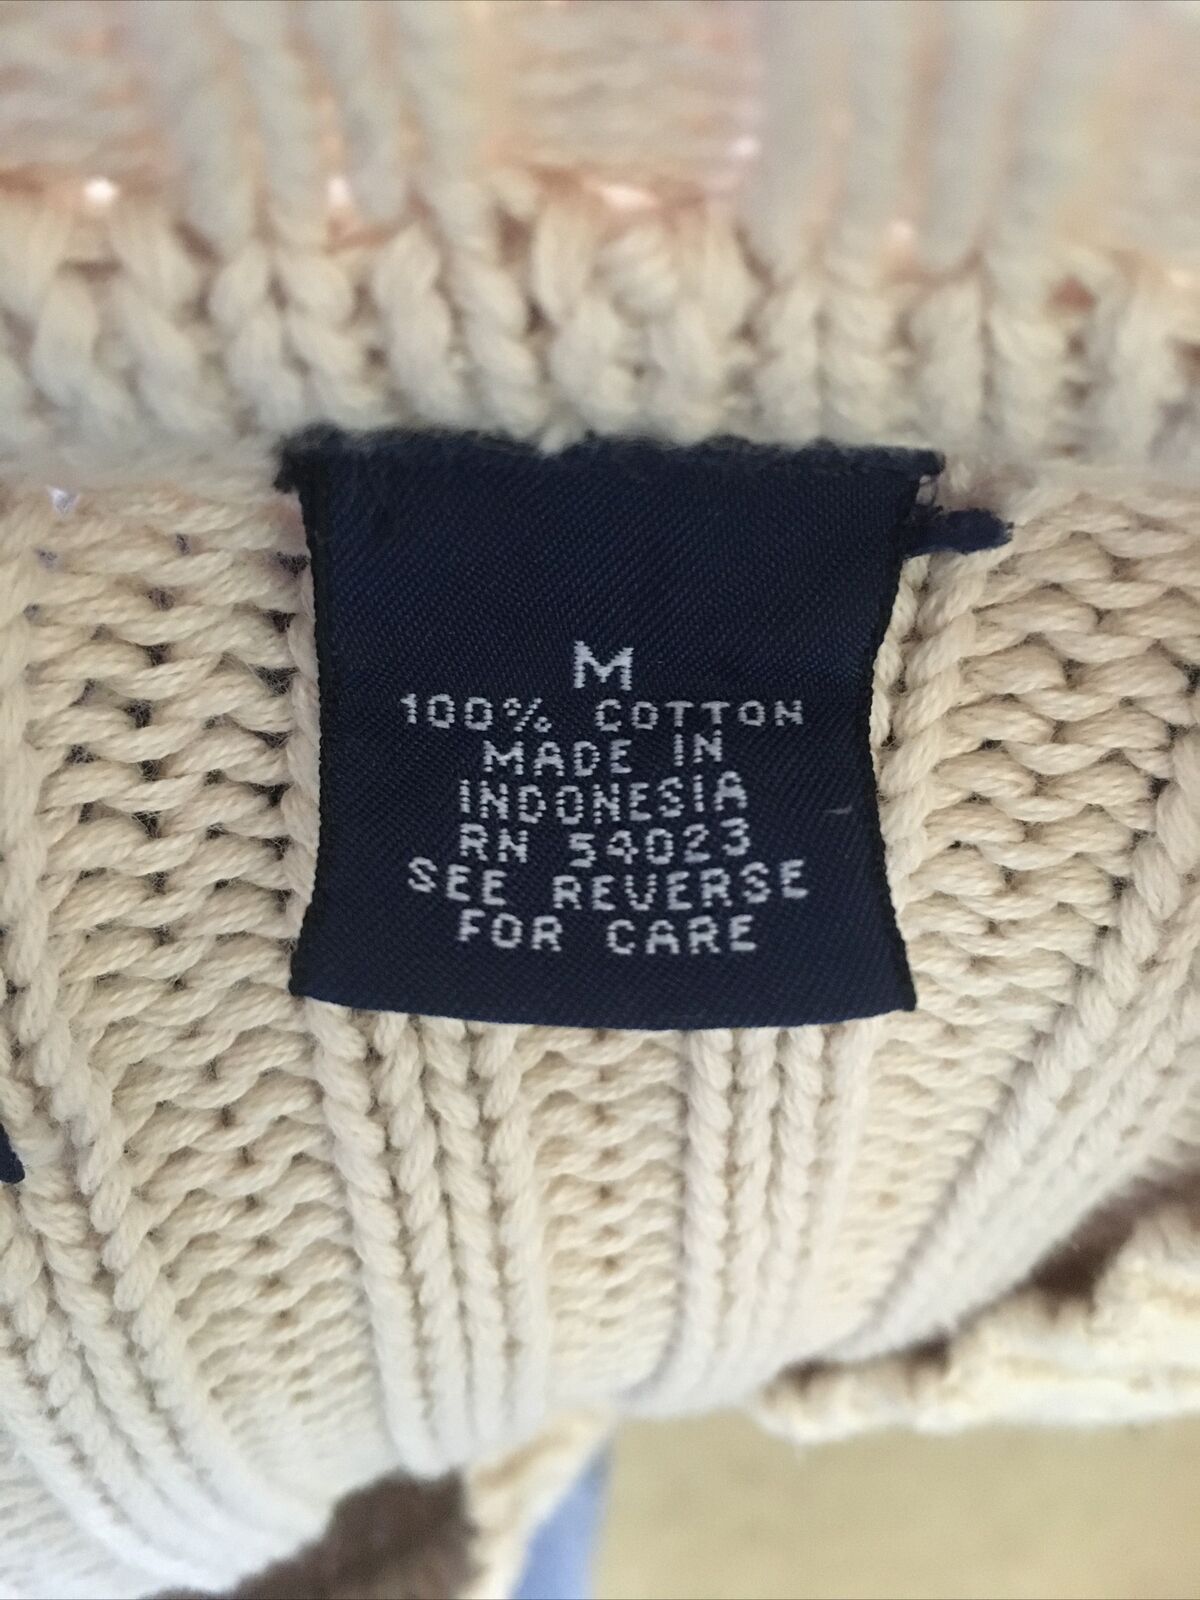 M
100% COTTON
MADE IN
INDONESIA
RN 54023
SEE REVERSE
FOR CARE